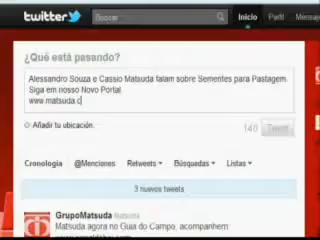 twitter
Inicio Perfil Mensaje
¿Qué está pasando?
Alessandro Souza e Cassio Matsuda falam sobre Sementes para Pastagem.
Siga em nosso Novo Portal
www.matsuda.c
Añadir tu ubicación.
140 Tweet
Cronología @Menciones Retweets Búsquedas Listas
3 nuevos tweets
GrupoMatsuda Matsuda
Matsuda agora no Guia do Campo, acompanhem